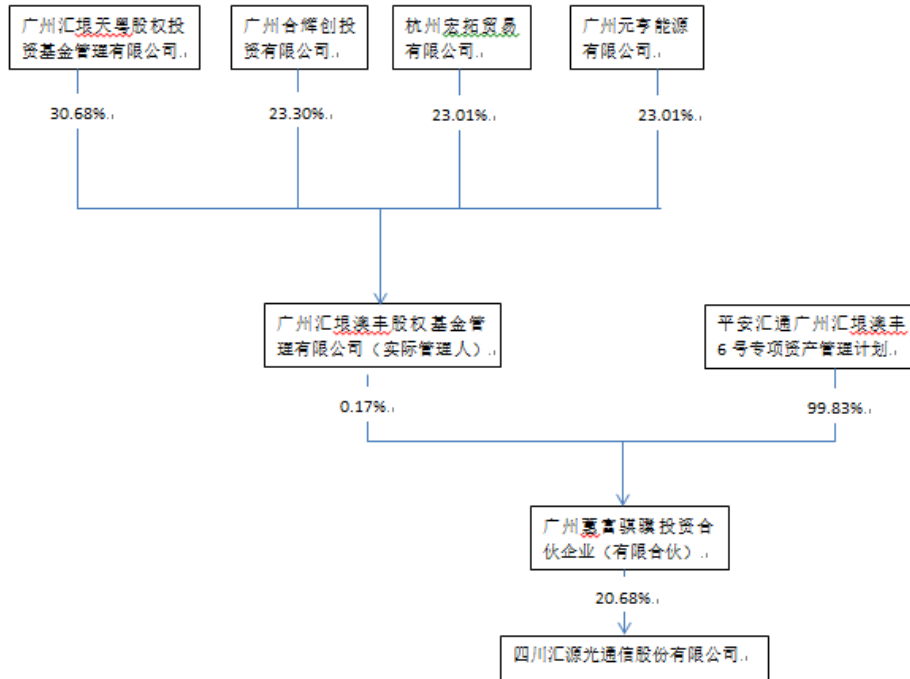 广州汇垠天粤股权投
资基金管理有限公司
广州合辉创投
资有限公司
杭州宏拓贸易
有限公司
广州元亨能源
有限公司
30.68%
23.30%
23.01%
23.01%
广州汇垠澳丰股权基金管
理有限公司（实际管理人）
平安汇通广州汇垠澳丰
6 号专项资产管理计划
0.17%
99.83%
广州蕙富骐骥投资合
伙企业（有限合伙）
20.68%
四川汇源光通信股份有限公司